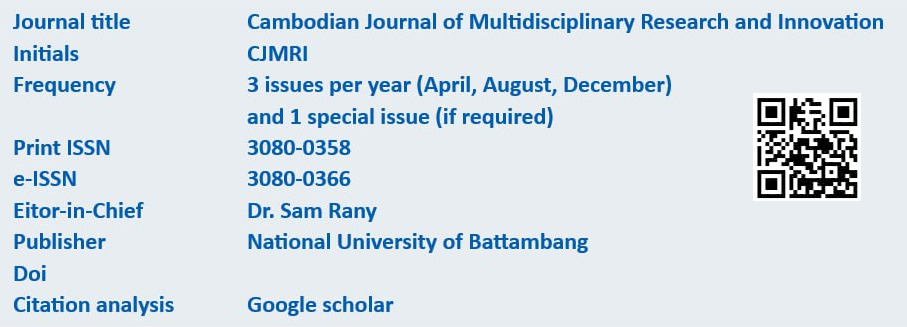 Journal title Cambodian Journal of Multidisciplinary Research and Innovation
Initials CJMRI
Frequency 3 issues per year (April, August, December)
and 1 special issue (if required)
Print ISSN 3080-0358
e-ISSN 3080-0366
Eitor-in-Chief Dr. Sam Rany
Publisher National University of Battambang
Doi
Citation analysis Google scholar